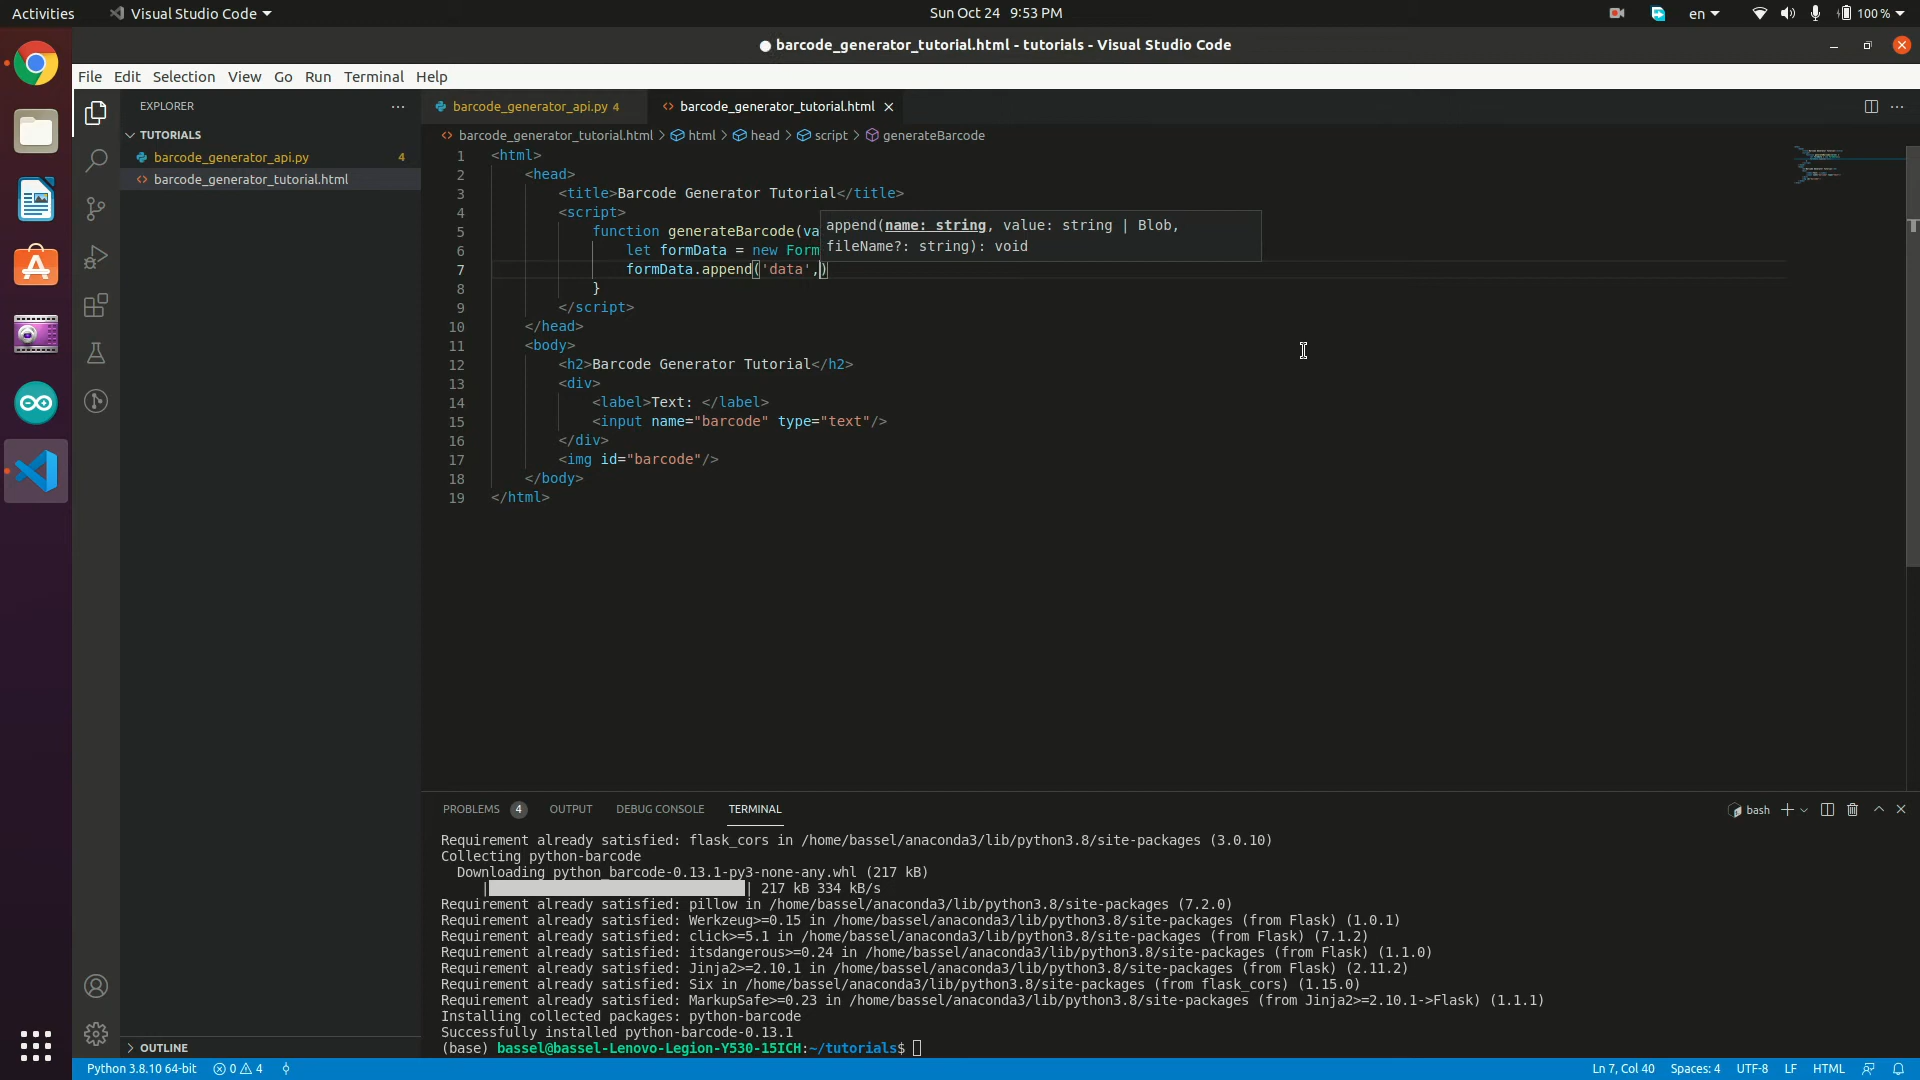 Activities Visual Studio Code Sun Oct 24 9:53 PM en 100 %
barcode_generator_tutorial.html - tutorials - Visual Studio Code
File Edit Selection View Go Run Terminal Help
EXPLORER
TUTORIALS
barcode_generator_api.py 4
barcode_generator_tutorial.html
OUTLINE
barcode_generator_api.py 4 barcode_generator_tutorial.html
barcode_generator_tutorial.html > html > head > script > generateBarcode
1 <html>
2 <head>
3 <title>Barcode Generator Tutorial</title>
4 <script>
5 function generateBarcode(va
6 let formData = new Form
7 formData.append('data',)
8 }
9 </script>
10 </head>
11 <body>
12 <h2>Barcode Generator Tutorial</h2>
13 <div>
14 <label>Text: </label>
15 <input name="barcode" type="text"/>
16 </div>
17 <img id="barcode"/>
18 </body>
19 </html>
append(name: string, value: string | Blob,
fileName?: string): void
PROBLEMS 4 OUTPUT DEBUG CONSOLE TERMINAL bash
Requirement already satisfied: flask_cors in /home/bassel/anaconda3/lib/python3.8/site-packages (3.0.10)
Collecting python-barcode
Downloading python_barcode-0.13.1-py3-none-any.whl (217 kB)
| | 217 kB 334 kB/s
Requirement already satisfied: pillow in /home/bassel/anaconda3/lib/python3.8/site-packages (7.2.0)
Requirement already satisfied: Werkzeug>=0.15 in /home/bassel/anaconda3/lib/python3.8/site-packages (from Flask) (1.0.1)
Requirement already satisfied: click>=5.1 in /home/bassel/anaconda3/lib/python3.8/site-packages (from Flask) (7.1.2)
Requirement already satisfied: itsdangerous>=0.24 in /home/bassel/anaconda3/lib/python3.8/site-packages (from Flask) (1.1.0)
Requirement already satisfied: Jinja2>=2.10.1 in /home/bassel/anaconda3/lib/python3.8/site-packages (from Flask) (2.11.2)
Requirement already satisfied: Six in /home/bassel/anaconda3/lib/python3.8/site-packages (from flask_cors) (1.15.0)
Requirement already satisfied: MarkupSafe>=0.23 in /home/bassel/anaconda3/lib/python3.8/site-packages (from Jinja2>=2.10.1->Flask) (1.1.1)
Installing collected packages: python-barcode
Successfully installed python-barcode-0.13.1
(base) bassel@bassel-Lenovo-Legion-Y530-15ICH:~/tutorials$
Python 3.8.10 64-bit 0 4 Ln 7, Col 40 Spaces: 4 UTF-8 LF HTML